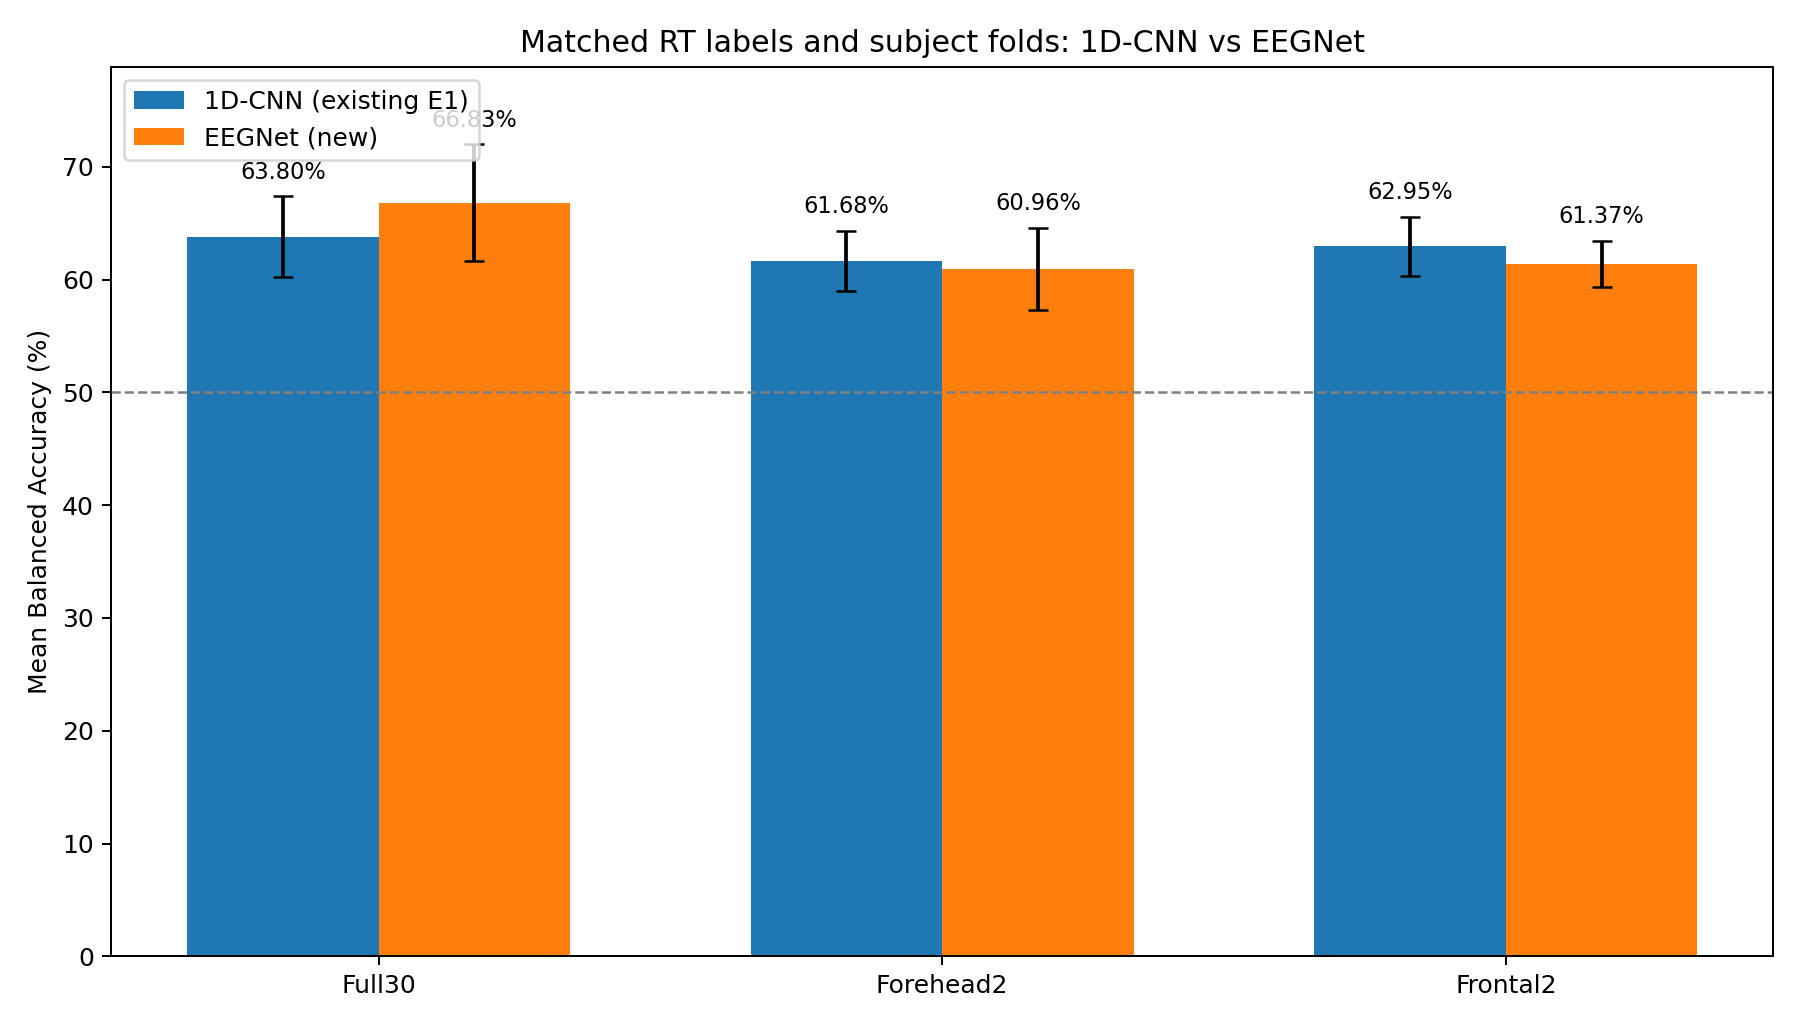 Matched RT labels and subject folds: 1D-CNN vs EEGNet
1D-CNN (existing E1)
EEGNet (new)
66.83%
63.80%
61.68%
60.96%
62.95%
61.37%
Mean Balanced Accuracy (%)
70
60
50
40
30
20
10
0
Full30
Forehead2
Frontal2